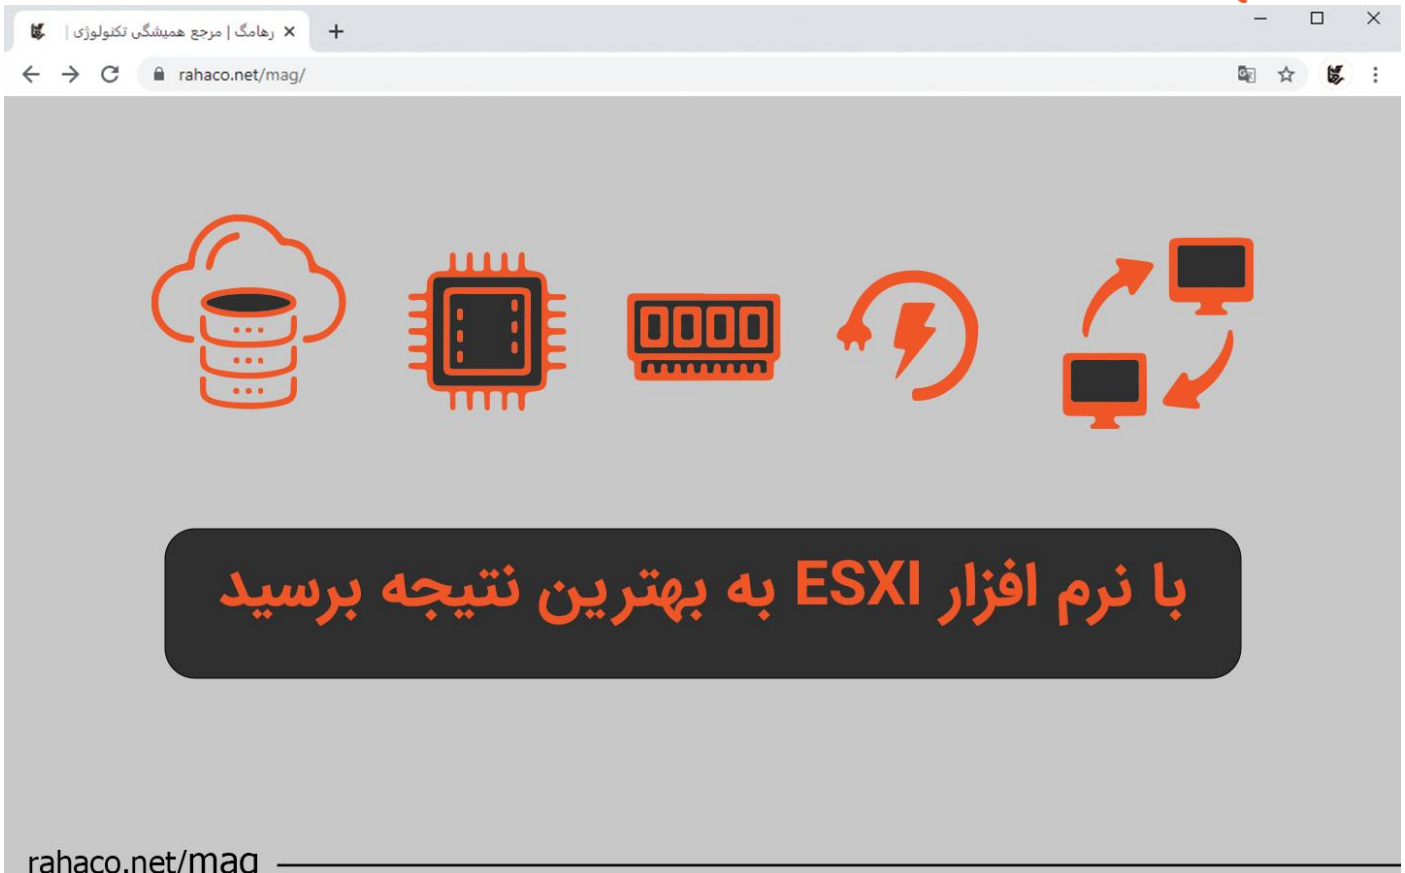 رهامگ | مرجع همیشگی تکنولوژی |
rahaco.net/mag/
با نرم افزار ESXI به بهترین نتیجه برسید
rahaco.net/mag